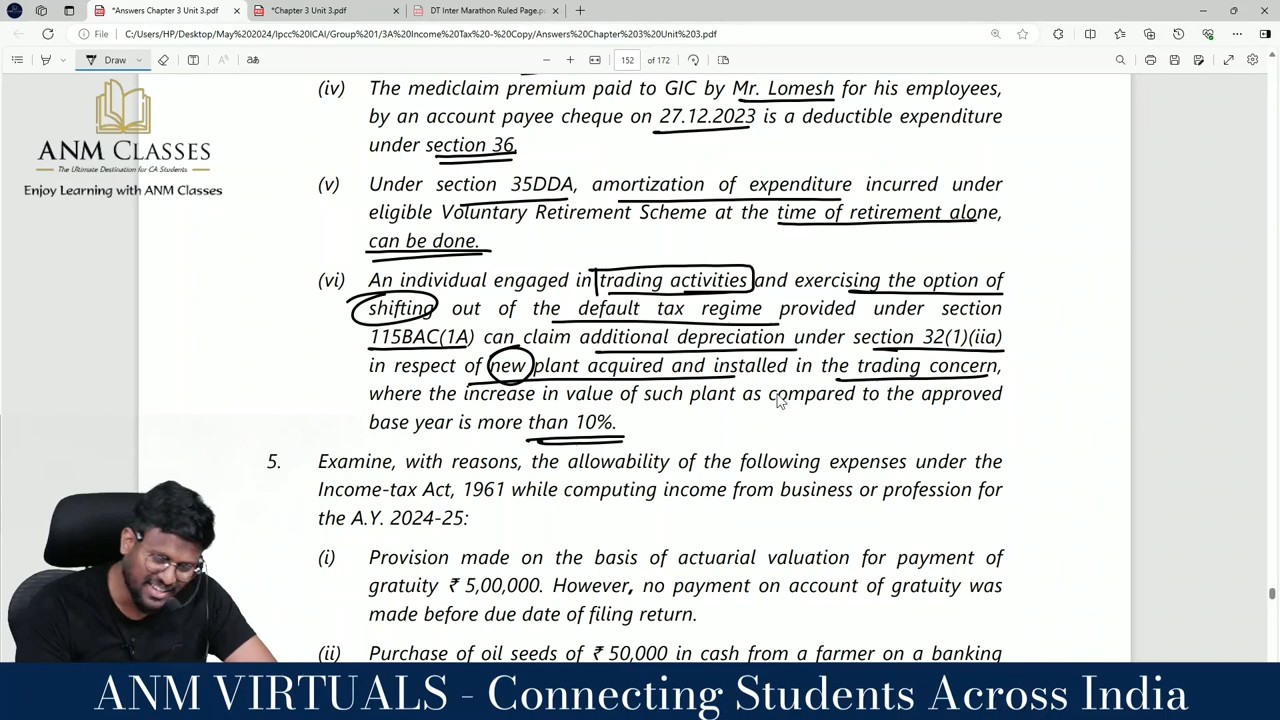 *Answers Chapter 3 Unit 3.pdf
*Chapter 3 Unit 3.pdf
DT Inter Marathon Ruled Page.p
File
C:/Users/HP/Desktop/May%202024/Ipcc%20ICAI/Group%201/3A%20Income%20Tax%20-%20Copy/Answers%20Chapter%203%20Unit%203.pdf
Draw
152 of 172
ANM CLASSES
The Ultimate Destination for CA Students
Enjoy Learning with ANM Classes
(iv) The mediclaim premium paid to GIC by Mr. Lomesh for his employees,
by an account payee cheque on 27.12.2023 is a deductible expenditure
under section 36.
(v) Under section 35DDA, amortization of expenditure incurred under
eligible Voluntary Retirement Scheme at the time of retirement alone,
can be done.
(vi) An individual engaged in trading activities and exercising the option of
shifting out of the default tax regime provided under section
115BAC(1A) can claim additional depreciation under section 32(1)(iia)
in respect of new plant acquired and installed in the trading concern,
where the increase in value of such plant as compared to the approved
base year is more than 10%.
5. Examine, with reasons, the allowability of the following expenses under the
Income-tax Act, 1961 while computing income from business or profession for
the A.Y. 2024-25:
(i) Provision made on the basis of actuarial valuation for payment of
gratuity ₹ 5,00,000. However, no payment on account of gratuity was
made before due date of filing return.
(ii) Purchase of oil seeds of ₹ 50,000 in cash from a farmer on a banking
ANM VIRTUALS - Connecting Students Across India